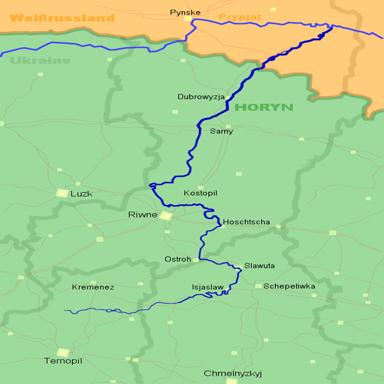 Pynske
Weißrussland
Prypjat
Ukraine
Dubrowyzja
HORYN
Sarny
Luzk
Kostopil
Riwne
Hoschtscha
Ostroh
Slawuta
Kremenez
Isjaslaw
Schepetiwka
Ternopil
Chmelnyzkyj